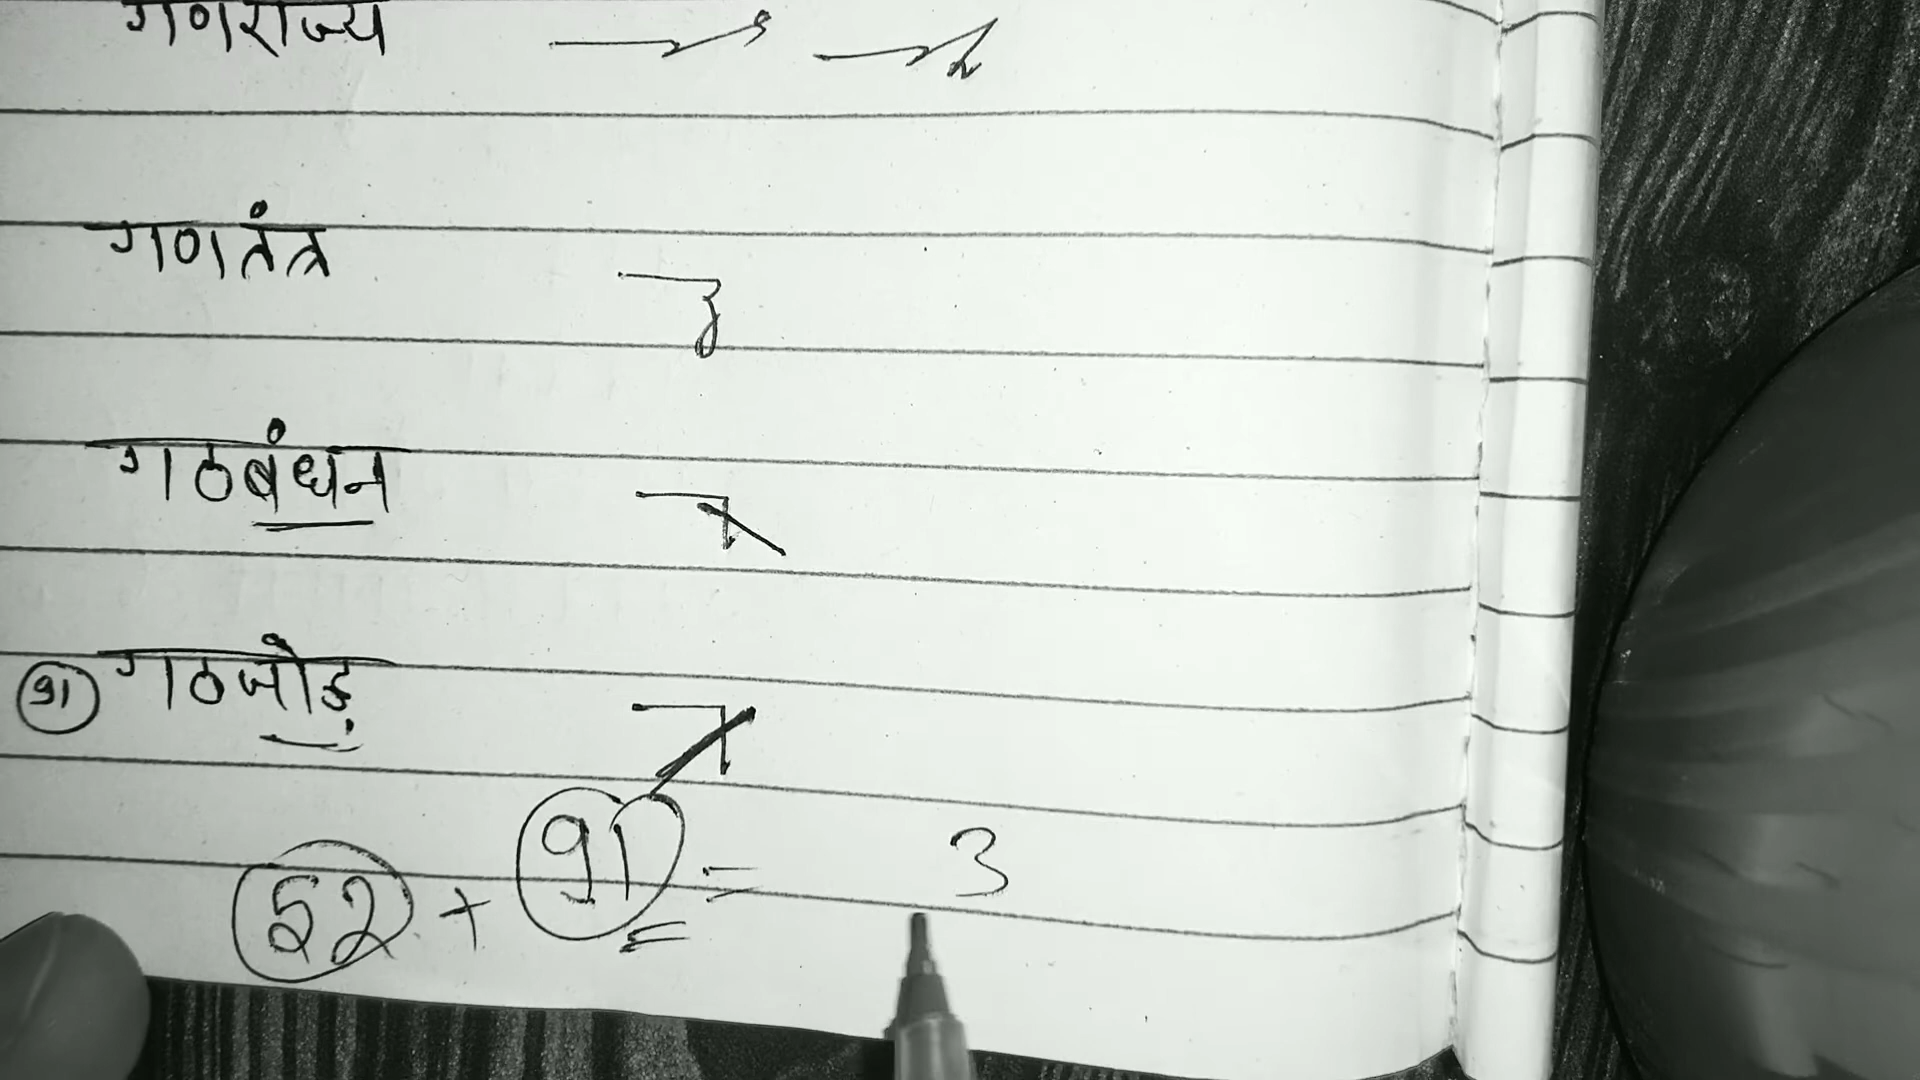 गणराज्य
गणतंत्र
गठबंधन
91 गठजोड़
52 + 91 = 3